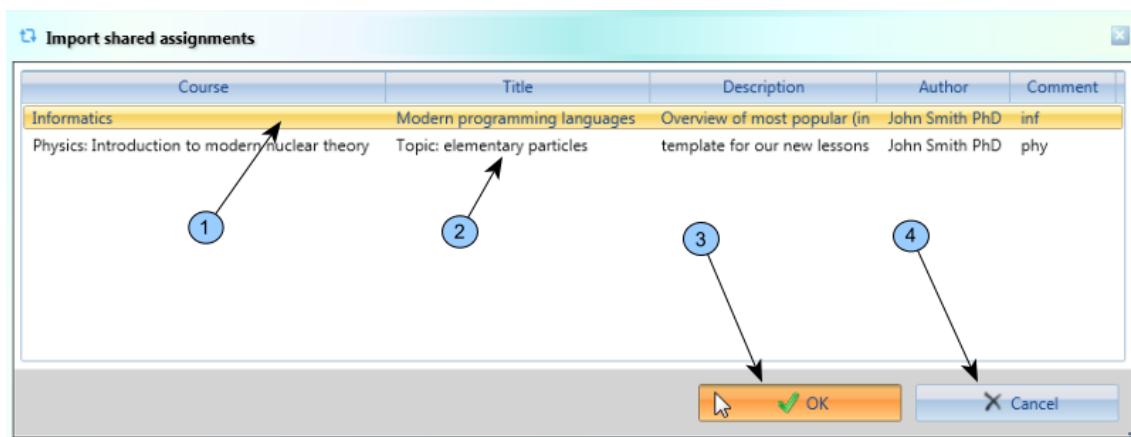 Import shared assignments
Course Title Description Author Comment
Informatics Modern programming languages Overview of most popular (in John Smith PhD inf
Physics: Introduction to modern nuclear theory Topic: elementary particles template for our new lessons John Smith PhD phy
1 2 3 4
OK Cancel